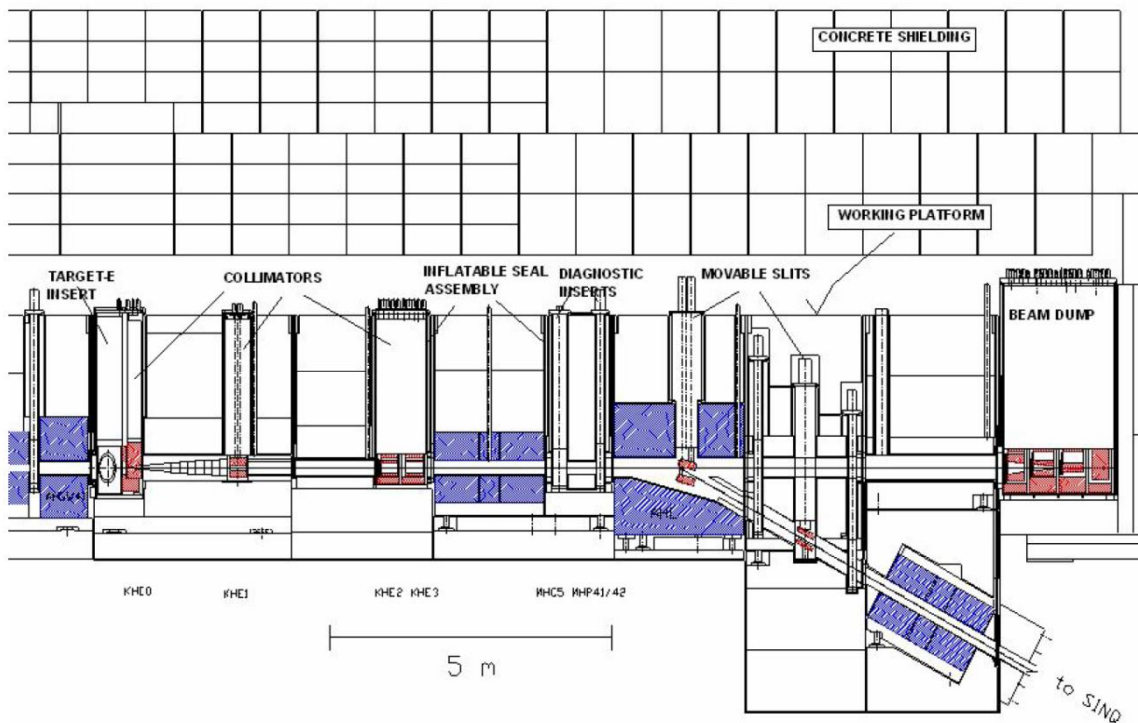 CONCRETE SHIELDING
WORKING PLATFORM
TARGET-E
INSERT
COLLIMATORS
INFLATABLE SEAL
ASSEMBLY
DIAGNOSTIC
INSERTS
MOVABLE SLITS
BEAM DUMP
AHL
KHE0
KHE1
KHE2 KHE3
MHC5 MHP41/42
5 m
to SINQ